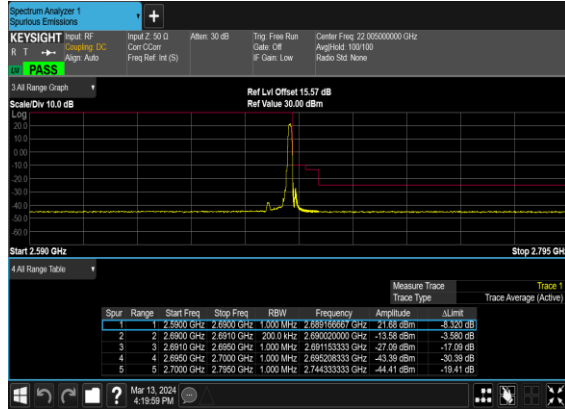 Spectrum Analyzer 1
Spurious Emissions
+
KEYSIGHT Input: RF Input Z: 50 Ω Atten: 30 dB Trig: Free Run Center Freq: 22.005000000 GHz
R T Coupling: DC Corr CCorr Gate: Off Avg|Hold: 100/100
Align: Auto Freq Ref: Int (S) IF Gain: Low Radio Std: None
PASS
3 All Range Graph
Ref Lvl Offset 15.57 dB
Scale/Div 10.0 dB Ref Value 30.00 dBm
Log
20.0
10.0
0.00
-10.0
-20.0
-30.0
-40.0
-50.0
-60.0
Start 2.590 GHz Stop 2.795 GH
4 All Range Table
Measure Trace Trace 1
Trace Type Trace Average (Active)
Spur Range Start Freq Stop Freq RBW Frequency Amplitude ΔLimit
1 1 2.5900 GHz 2.6900 GHz 1.000 MHz 2.689166667 GHz 21.68 dBm -8.320 dB
2 2 2.6900 GHz 2.6910 GHz 200.0 kHz 2.690020000 GHz -13.58 dBm -3.580 dB
3 3 2.6910 GHz 2.6950 GHz 1.000 MHz 2.691153333 GHz -27.09 dBm -17.09 dB
4 4 2.6950 GHz 2.7000 GHz 1.000 MHz 2.695208333 GHz -43.39 dBm -30.39 dB
5 5 2.7000 GHz 2.7950 GHz 1.000 MHz 2.744333333 GHz -44.41 dBm -19.41 dB
? Mar 13, 2024
4:19:59 PM